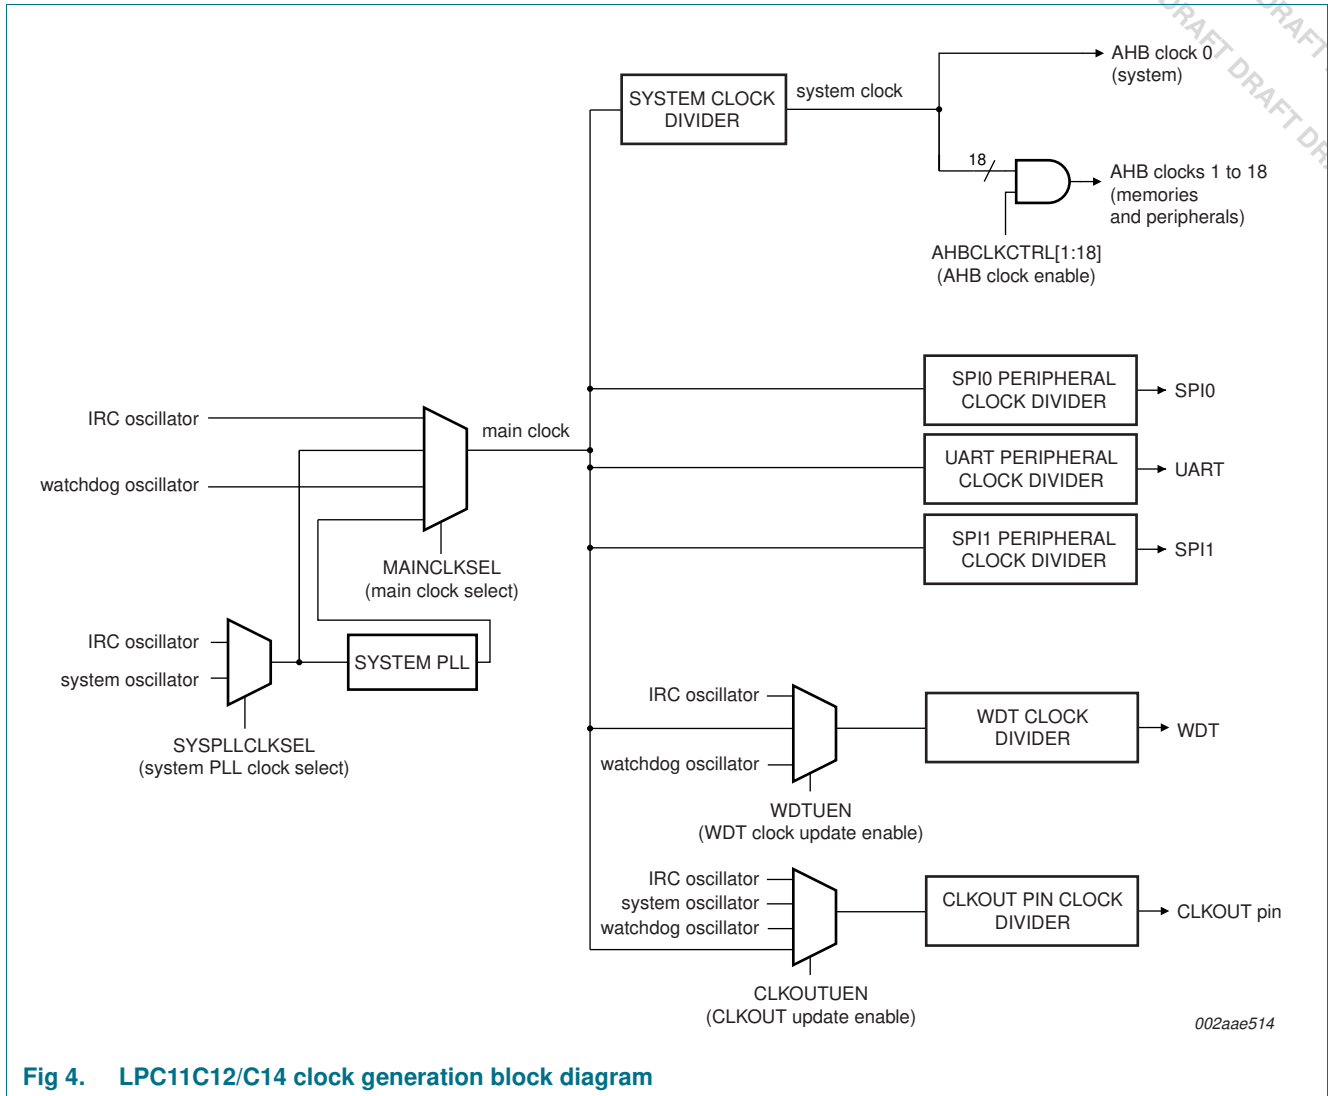 DRAFT DRAFT DRAFT
DRAFT
AHB clock 0
(system)
SYSTEM CLOCK
DIVIDER
system clock
18
AHB clocks 1 to 18
(memories
and peripherals)
AHBCLKCTRL[1:18]
(AHB clock enable)
SPI0 PERIPHERAL
CLOCK DIVIDER
SPI0
IRC oscillator
main clock
UART PERIPHERAL
CLOCK DIVIDER
UART
watchdog oscillator
SPI1 PERIPHERAL
CLOCK DIVIDER
SPI1
MAINCLKSEL
(main clock select)
IRC oscillator
system oscillator
SYSTEM PLL
SYSPLLCLKSEL
(system PLL clock select)
IRC oscillator
watchdog oscillator
WDT CLOCK
DIVIDER
WDT
WDTUEN
(WDT clock update enable)
IRC oscillator
system oscillator
watchdog oscillator
CLKOUT PIN CLOCK
DIVIDER
CLKOUT pin
CLKOUTUEN
(CLKOUT update enable)
002aae514
Fig 4. LPC11C12/C14 clock generation block diagram